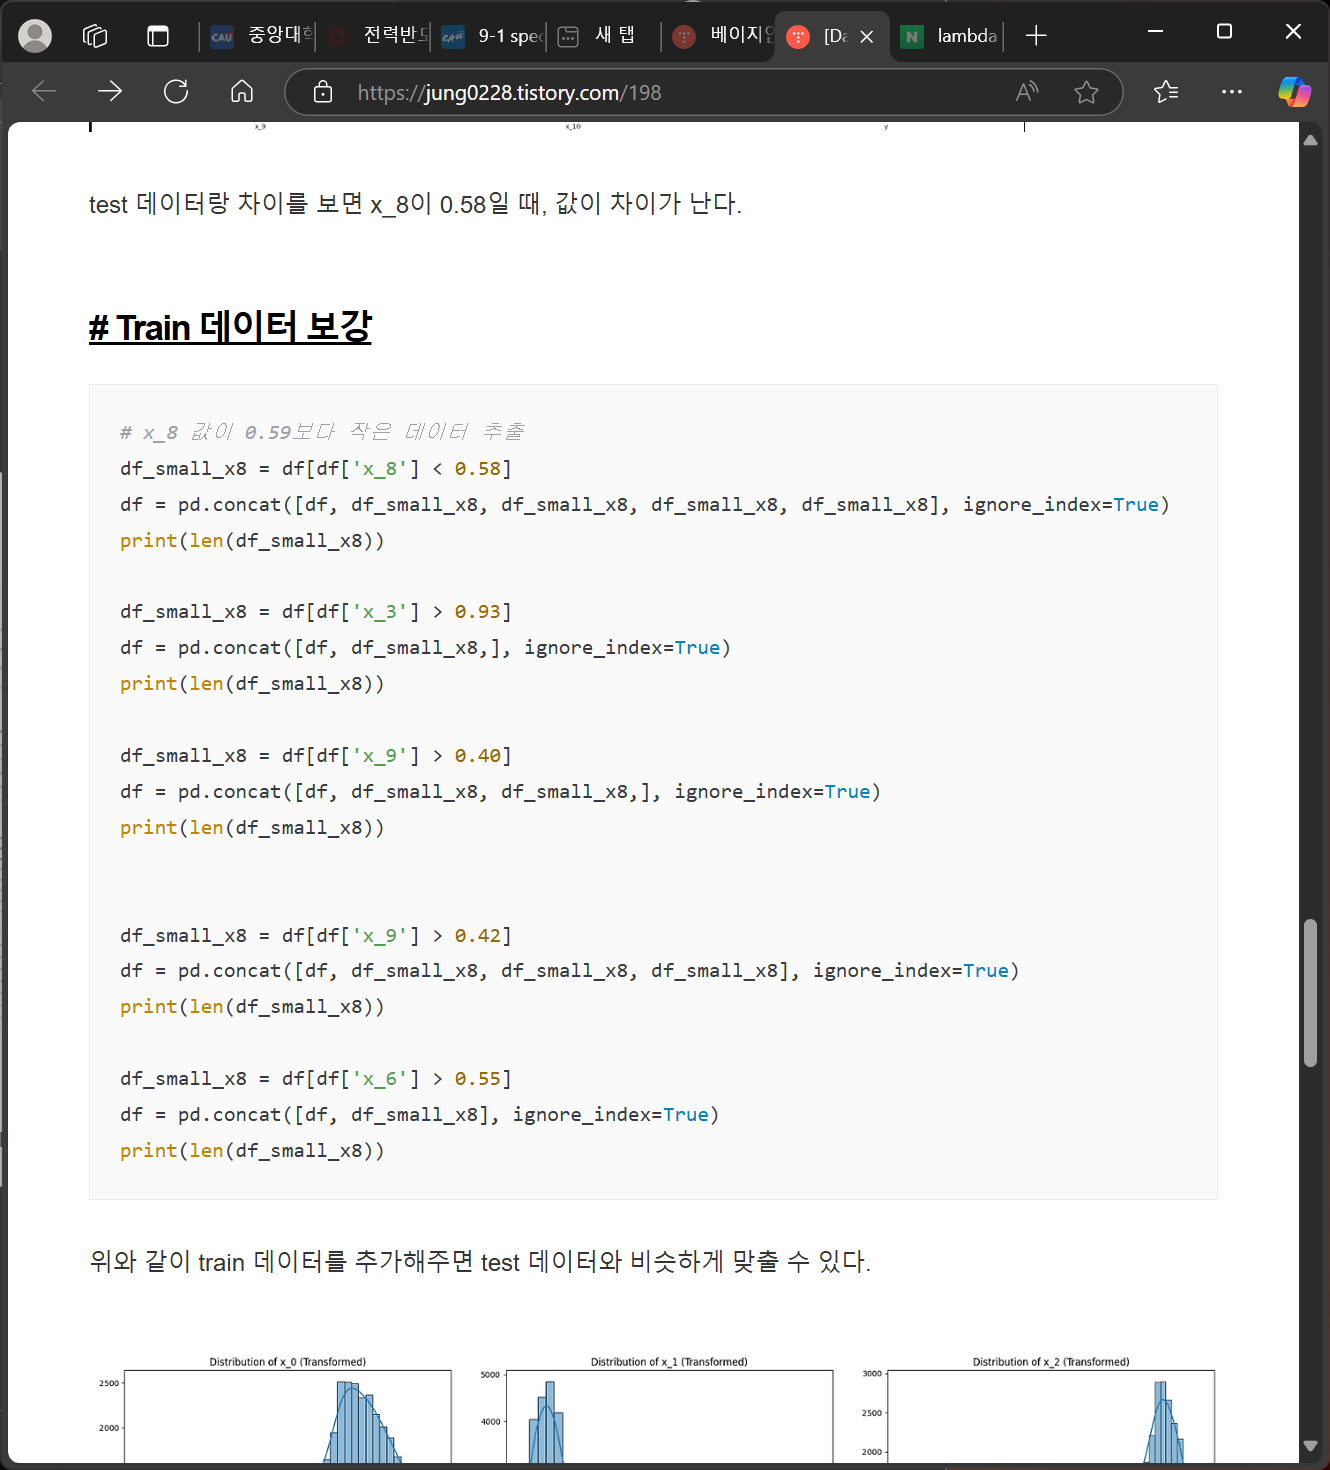 중앙대학
전력반도
9-1 spec
새 탭
베이지안
[Da
lambda
https://jung0228.tistory.com/198
x_9 x_10 y
test 데이터랑 차이를 보면 x_8이 0.58일 때, 값이 차이가 난다.
# Train 데이터 보강
# x_8 값이 0.59보다 작은 데이터 추출
df_small_x8 = df[df['x_8'] < 0.58]
df = pd.concat([df, df_small_x8, df_small_x8, df_small_x8, df_small_x8], ignore_index=True)
print(len(df_small_x8))
df_small_x8 = df[df['x_3'] > 0.93]
df = pd.concat([df, df_small_x8,], ignore_index=True)
print(len(df_small_x8))
df_small_x8 = df[df['x_9'] > 0.40]
df = pd.concat([df, df_small_x8, df_small_x8,], ignore_index=True)
print(len(df_small_x8))
df_small_x8 = df[df['x_9'] > 0.42]
df = pd.concat([df, df_small_x8, df_small_x8, df_small_x8], ignore_index=True)
print(len(df_small_x8))
df_small_x8 = df[df['x_6'] > 0.55]
df = pd.concat([df, df_small_x8], ignore_index=True)
print(len(df_small_x8))
위와 같이 train 데이터를 추가해주면 test 데이터와 비슷하게 맞출 수 있다.
Distribution of x_0 (Transformed)
2500
2000
Distribution of x_1 (Transformed)
5000
4000
Distribution of x_2 (Transformed)
3000
2500
2000